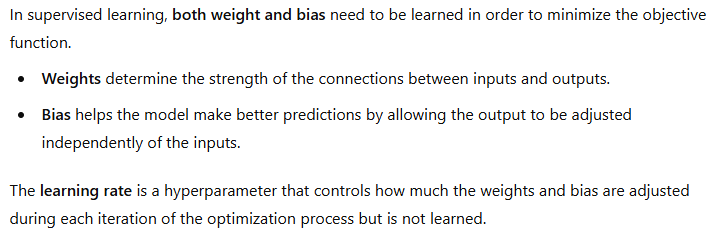 In supervised learning, both weight and bias need to be learned in order to minimize the objective
function.
• Weights determine the strength of the connections between inputs and outputs.
• Bias helps the model make better predictions by allowing the output to be adjusted
independently of the inputs.
The learning rate is a hyperparameter that controls how much the weights and bias are adjusted
during each iteration of the optimization process but is not learned.